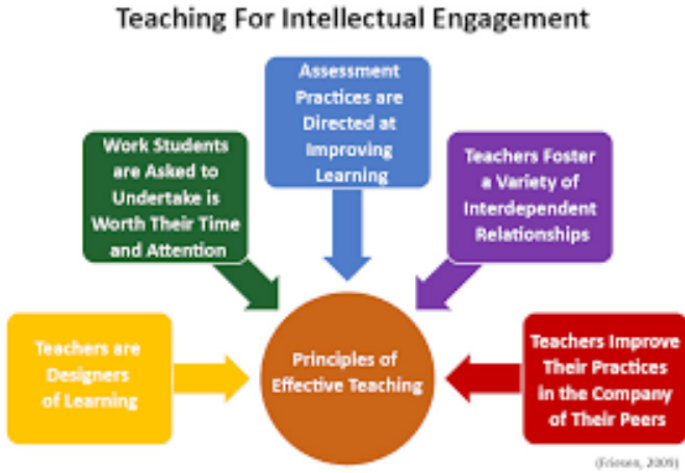 Teaching For Intellectual Engagement
Assessment
Practices are
Directed at
Improving
Learning
Work Students
are Asked to
Undertake is
Worth Their Time
and Attention
Teachers Foster
a Variety of
Interdependent
Relationships
Teachers are
Designers
of Learning
Principles of
Effective Teaching
Teachers Improve
Their Practices
in the Company
of Their Peers
(Friesen, 2009)